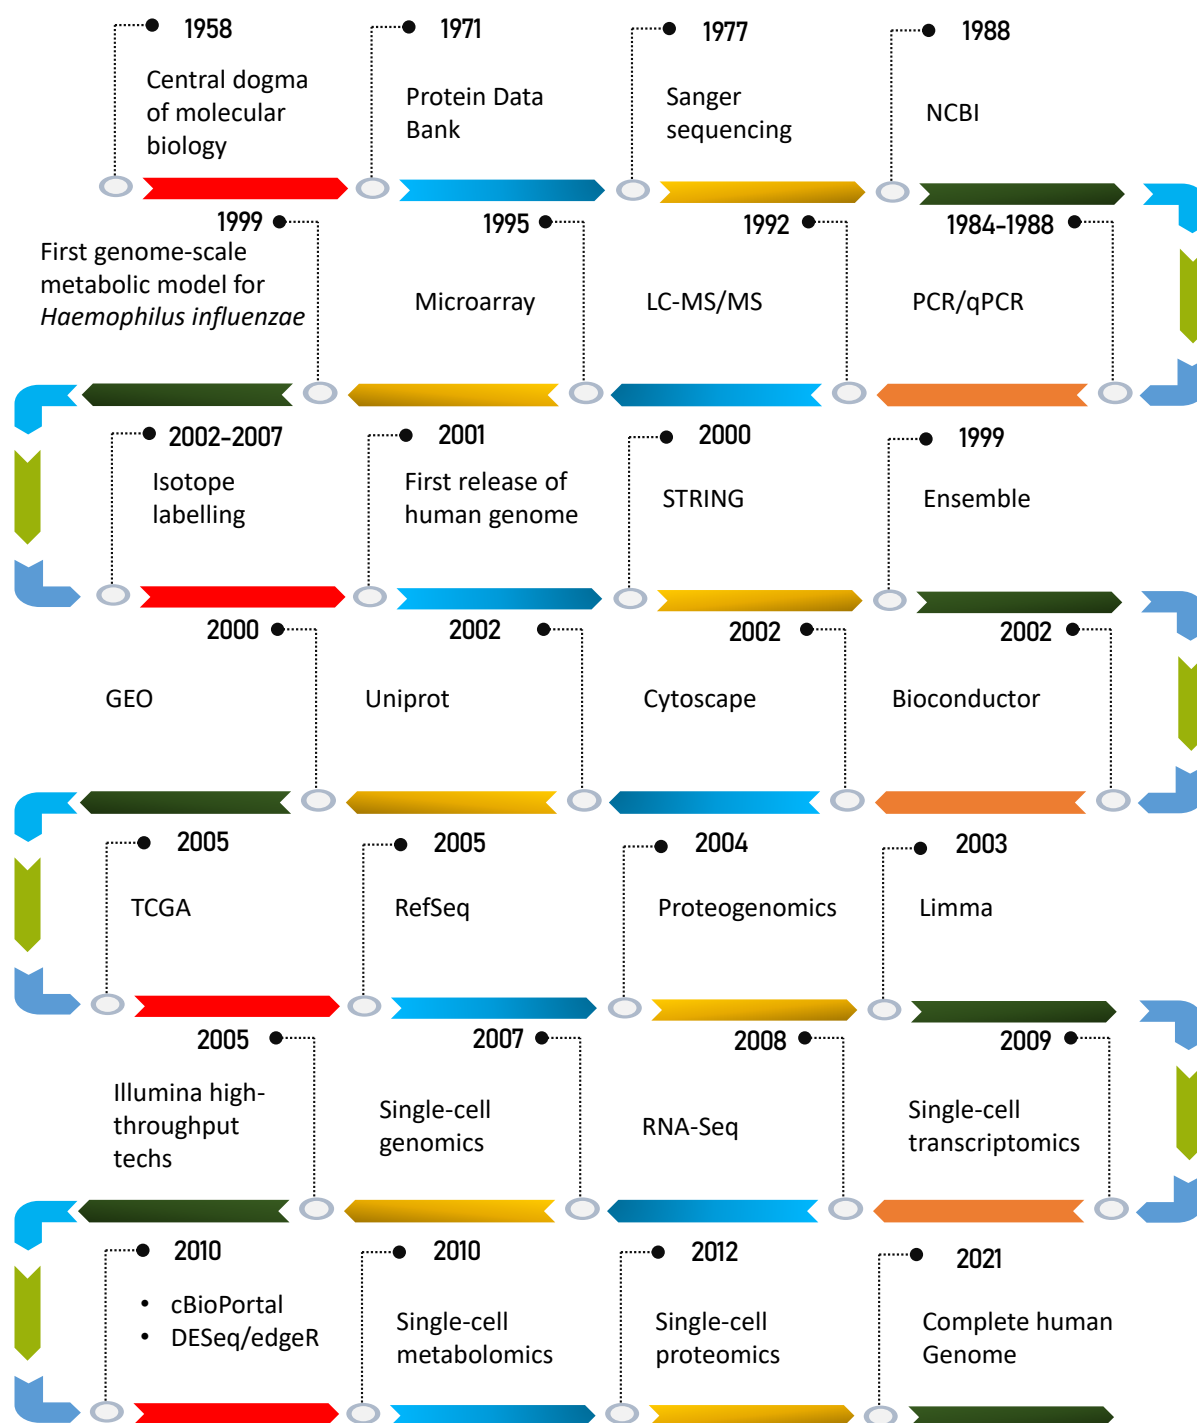 1958
Central dogma
of molecular
biology
1971
Protein Data
Bank
1977
Sanger
sequencing
1988
NCBI
1999
First genome-scale
metabolic model for
Haemophilus influenzae
1995
Microarray
1992
LC-MS/MS
1984-1988
PCR/qPCR
2002-2007
Isotope
labelling
2001
First release of
human genome
2000
STRING
1999
Ensemble
2000
GEO
2002
Uniprot
2002
Cytoscape
2002
Bioconductor
2005
TCGA
2005
RefSeq
2004
Proteogenomics
2003
Limma
2005
Illumina high-
throughput
techs
2007
Single-cell
genomics
2008
RNA-Seq
2009
Single-cell
transcriptomics
2010
• cBioPortal
• DESeq/edgeR
2010
Single-cell
metabolomics
2012
Single-cell
proteomics
2021
Complete human
Genome